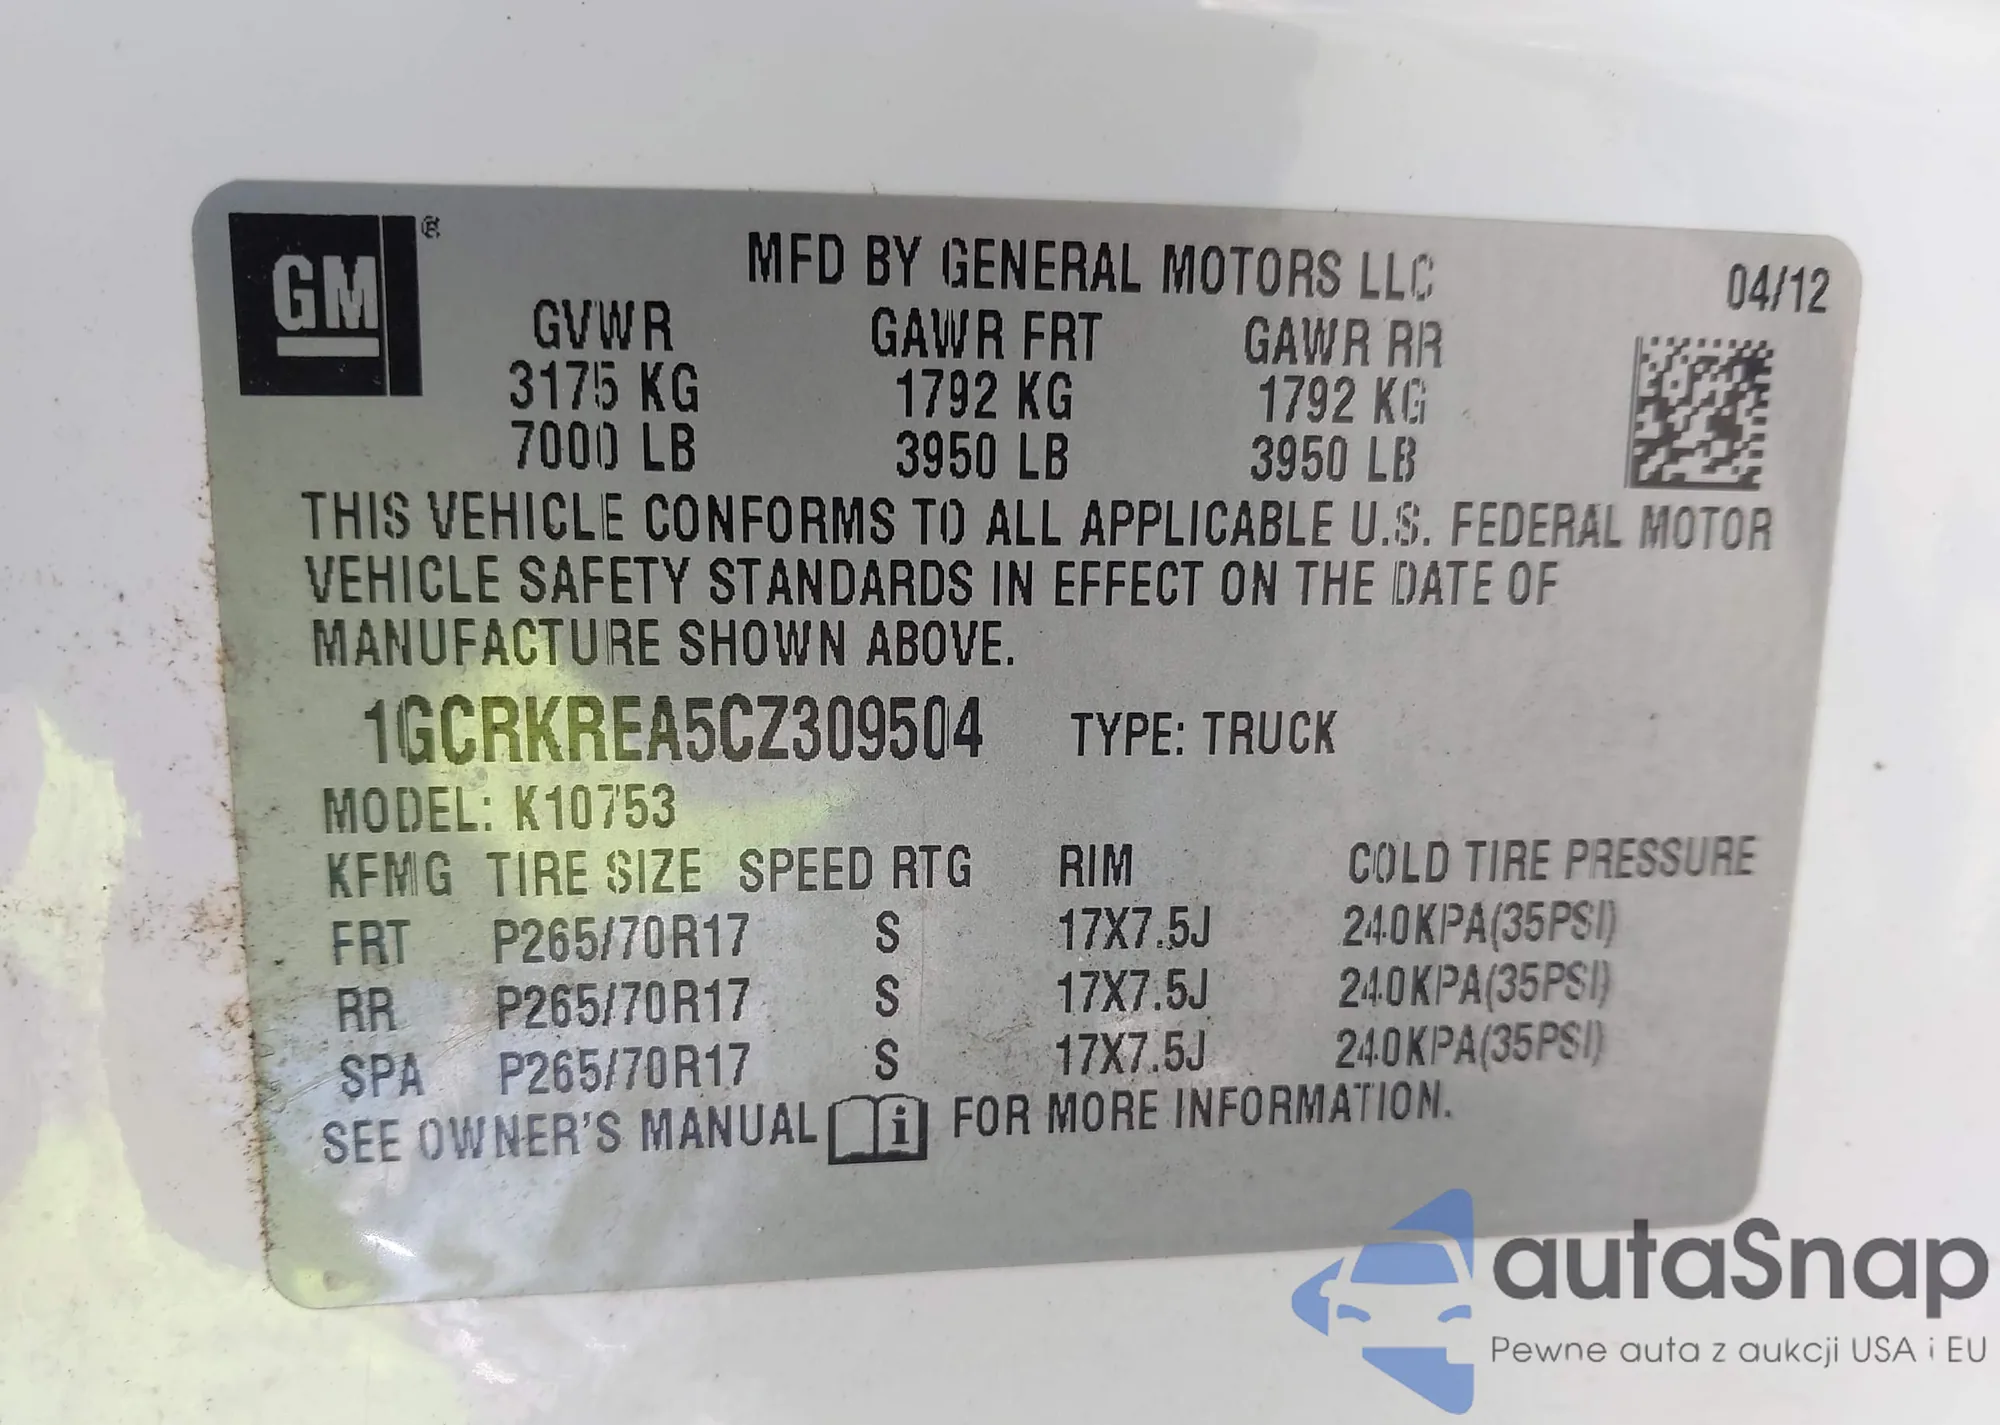 GM ®
MFD BY GENERAL MOTORS LLC
04/12
GVWR GAWR FRT GAWR RR
3175 KG 1792 KG 1792 KG
7000 LB 3950 LB 3950 LB
THIS VEHICLE CONFORMS TO ALL APPLICABLE U.S. FEDERAL MOTOR
VEHICLE SAFETY STANDARDS IN EFFECT ON THE DATE OF
MANUFACTURE SHOWN ABOVE.
1GCRKREA5CZ309504 TYPE: TRUCK
MODEL: K10753
KFMG TIRE SIZE SPEED RTG RIM COLD TIRE PRESSURE
FRT P265/70R17 S 17X7.5J 240KPA(35PSI)
RR P265/70R17 S 17X7.5J 240KPA(35PSI)
SPA P265/70R17 S 17X7.5J 240KPA(35PSI)
SEE OWNER'S MANUAL i FOR MORE INFORMATION.
autaSnap
Pewne auta z aukcji USA i EU